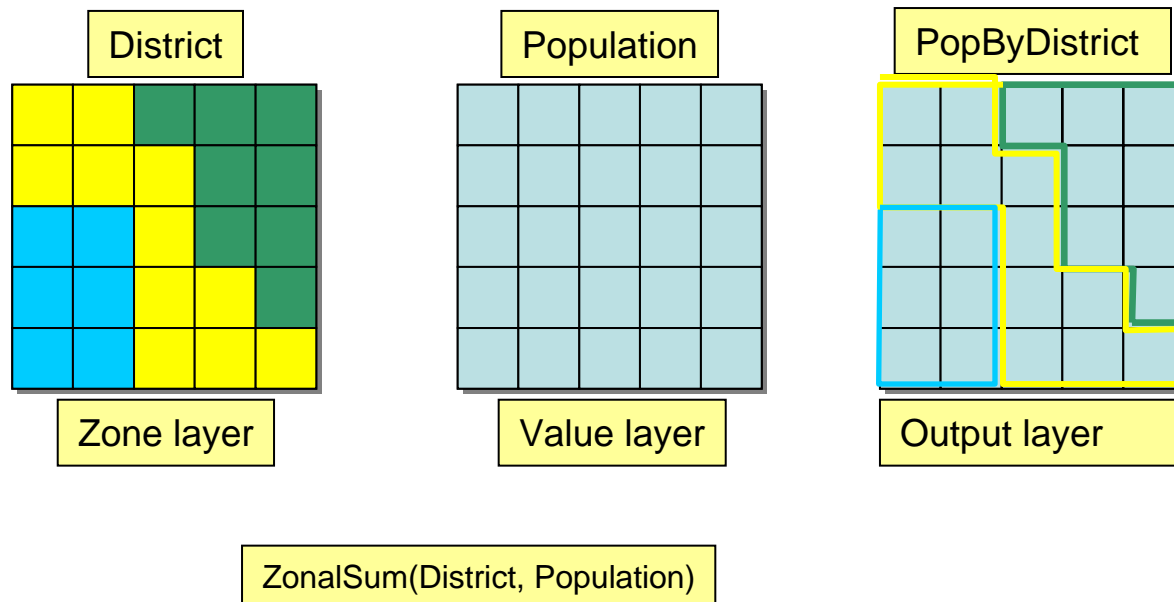 District
Population
PopByDistrict
Zone layer
Value layer
Output layer
ZonalSum(District, Population)